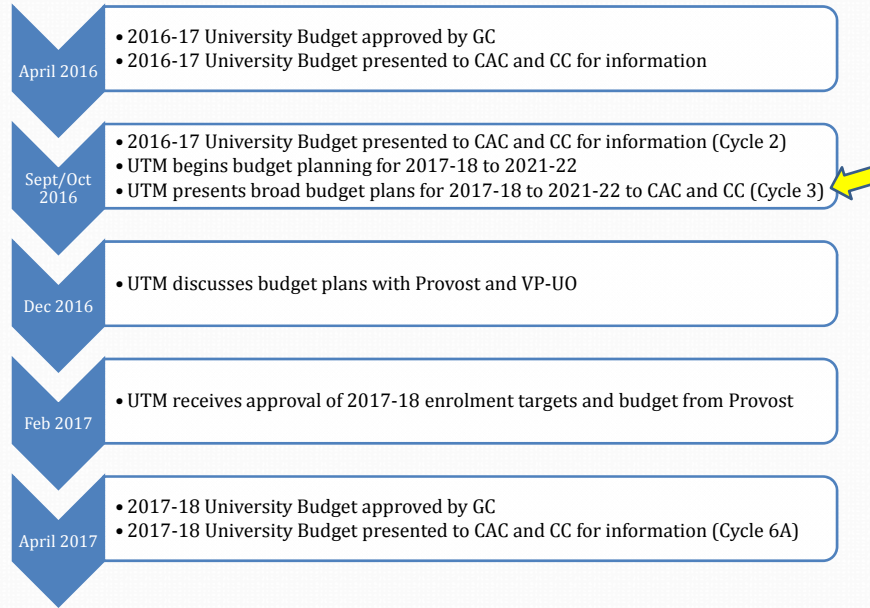 April 2016
• 2016-17 University Budget approved by GC
• 2016-17 University Budget presented to CAC and CC for information
Sept/Oct
2016
• 2016-17 University Budget presented to CAC and CC for information (Cycle 2)
• UTM begins budget planning for 2017-18 to 2021-22
• UTM presents broad budget plans for 2017-18 to 2021-22 to CAC and CC (Cycle 3)
Dec 2016
• UTM discusses budget plans with Provost and VP-UO
Feb 2017
• UTM receives approval of 2017-18 enrolment targets and budget from Provost
April 2017
• 2017-18 University Budget approved by GC
• 2017-18 University Budget presented to CAC and CC for information (Cycle 6A)